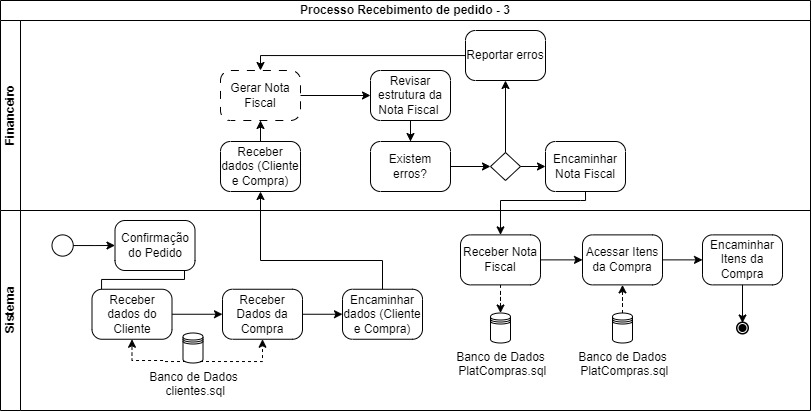 Processo Recebimento de pedido - 3
Financeiro
Reportar erros
Gerar Nota
Fiscal
Revisar
estrutura da
Nota Fiscal
Receber
dados (Cliente
e Compra)
Existem
erros?
Encaminhar
Nota Fiscal
Sistema
Confirmação
do Pedido
Receber Nota
Fiscal
Acessar Itens
da Compra
Encaminhar
Itens da
Compra
Receber
dados do
Cliente
Receber
Dados da
Compra
Encaminhar
dados (Cliente
e Compra)
Banco de Dados
clientes.sql
Banco de Dados
PlatCompras.sql
Banco de Dados
PlatCompras.sql